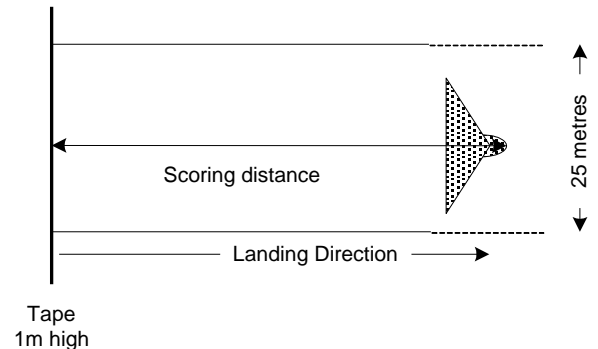 Scoring distance
25 metres
Landing Direction
Tape
1m high